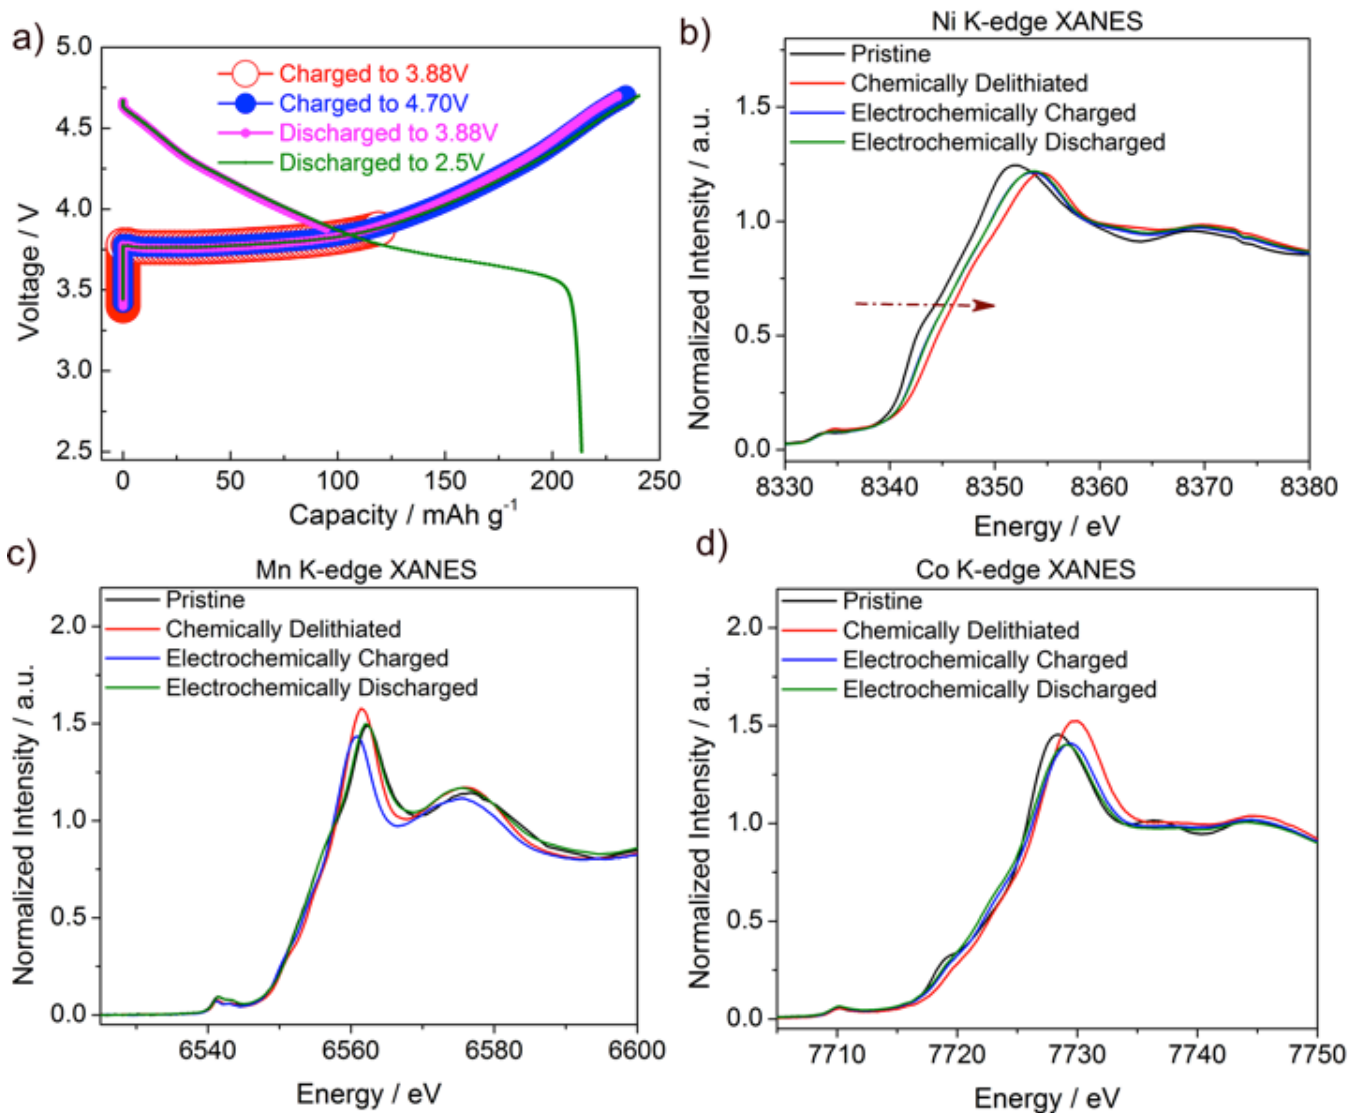 a)
5.0
4.5
4.0
3.5
3.0
2.5
Voltage / V
Charged to 3.88V
Charged to 4.70V
Discharged to 3.88V
Discharged to 2.5V
0 50 100 150 200 250
Capacity / mAh g⁻¹
b)
Ni K-edge XANES
Pristine
Chemically Delithiated
Electrochemically Charged
Electrochemically Discharged
1.5
1.0
0.5
0.0
Normalized Intensity / a.u.
8330 8340 8350 8360 8370 8380
Energy / eV
c)
Mn K-edge XANES
Pristine
Chemically Delithiated
Electrochemically Charged
Electrochemically Discharged
2.0
1.5
1.0
0.5
0.0
Normalized Intensity / a.u.
6540 6560 6580 6600
Energy / eV
d)
Co K-edge XANES
Pristine
Chemically Delithiated
Electrochemically Charged
Electrochemically Discharged
2.0
1.5
1.0
0.5
0.0
Normalized Intensity / a.u.
7710 7720 7730 7740 7750
Energy / eV